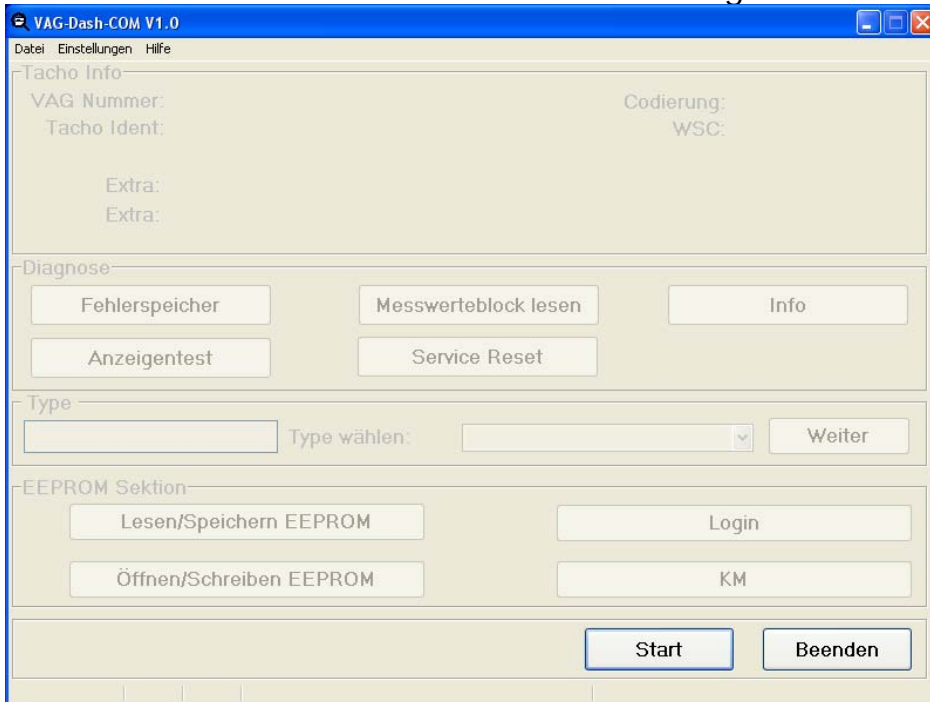 VAG-Dash-COM V1.0
Datei Einstellungen Hilfe
Tacho Info
VAG Nummer: Codierung:
Tacho Ident: WSC:
Extra:
Extra:
Diagnose
Fehlerspeicher Messwerteblock lesen Info
Anzeigentest Service Reset
Type
Type wählen: Weiter
EEPROM Sektion
Lesen/Speichern EEPROM Login
Öffnen/Schreiben EEPROM KM
Start Beenden